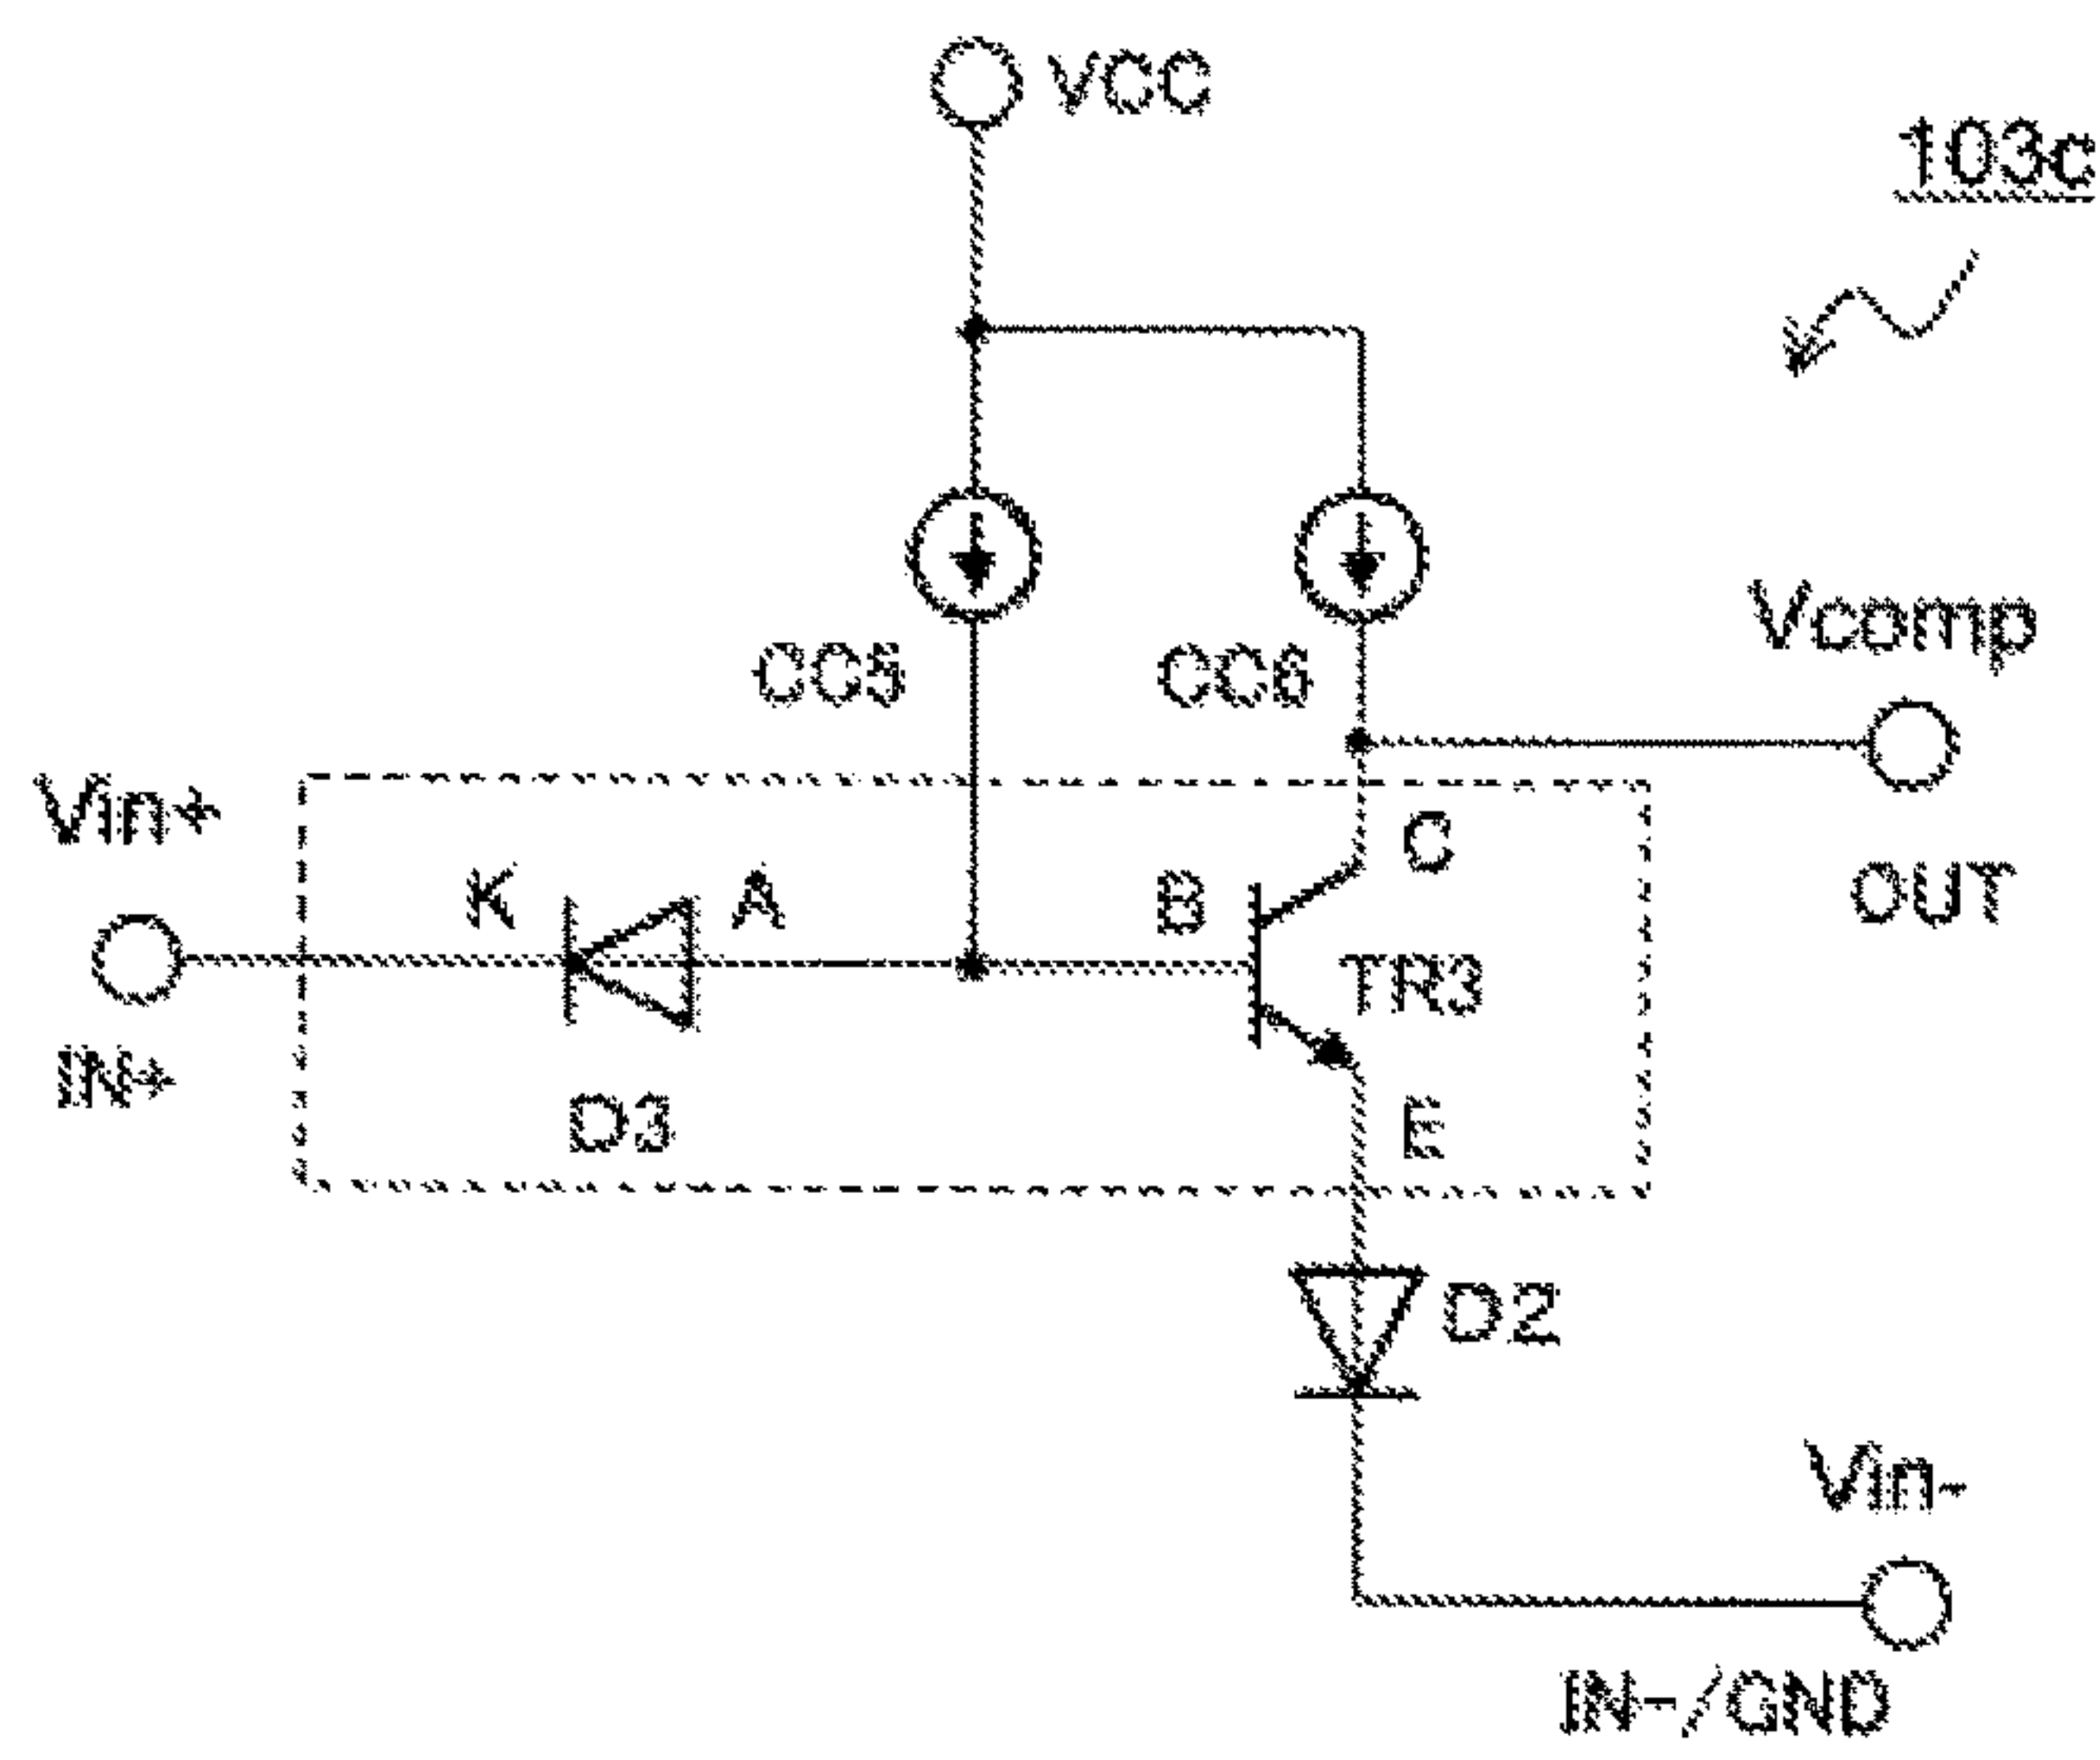 VCC
103c
CC5
CC6
Vcomp
Vin+
C
K
A
B
OUT
TR3
IN+
D3
E
D2
Vin-
IN-/GND